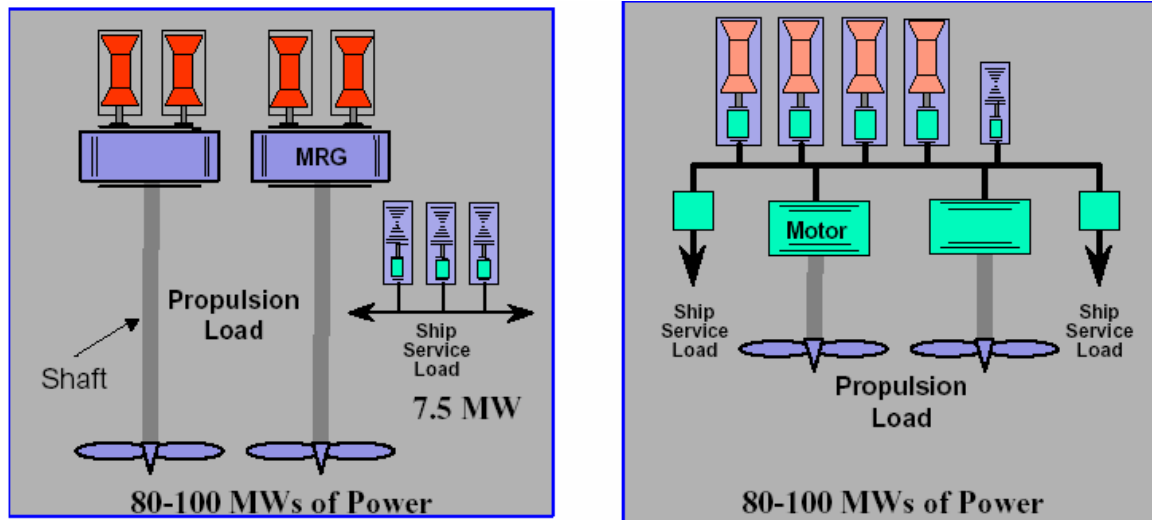 MRG
Propulsion
Load
Shaft
Ship
Service
Load
7.5 MW
80-100 MWs of Power
Motor
Ship
Service
Load
Ship
Service
Load
Propulsion
Load
80-100 MWs of Power